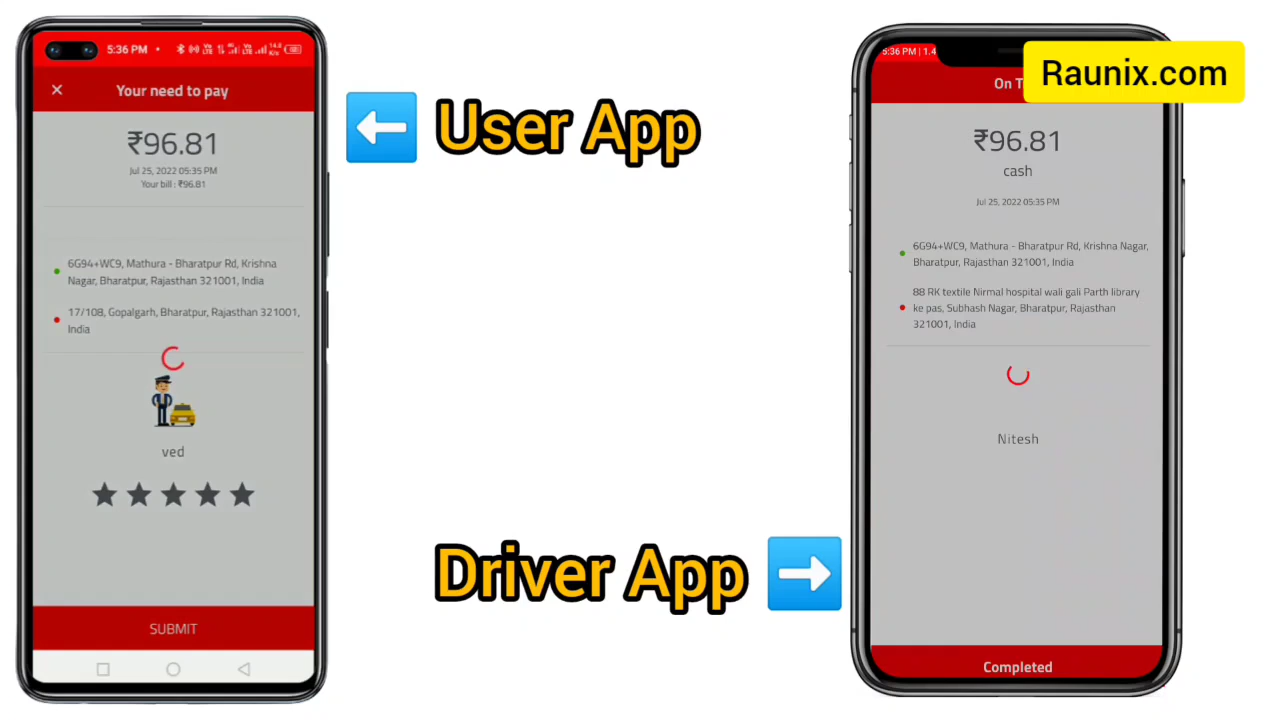 5:36 PM
Your need to pay
₹96.81
Jul 25, 2022 05:35 PM
Your bill : ₹96.81
6G94+WC9, Mathura - Bharatpur Rd, Krishna
Nagar, Bharatpur, Rajasthan 321001, India
17/108, Gopalgarh, Bharatpur, Rajasthan 321001,
India
ved
SUBMIT
User App
Driver App
Raunix.com
5:36 PM | 1.4
On T
₹96.81
cash
Jul 25, 2022 05:35 PM
6G94+WC9, Mathura - Bharatpur Rd, Krishna Nagar,
Bharatpur, Rajasthan 321001, India
88 RK textile Nirmal hospital wali gali Parth library
ke pas, Subhash Nagar, Bharatpur, Rajasthan
321001, India
Nitesh
Completed